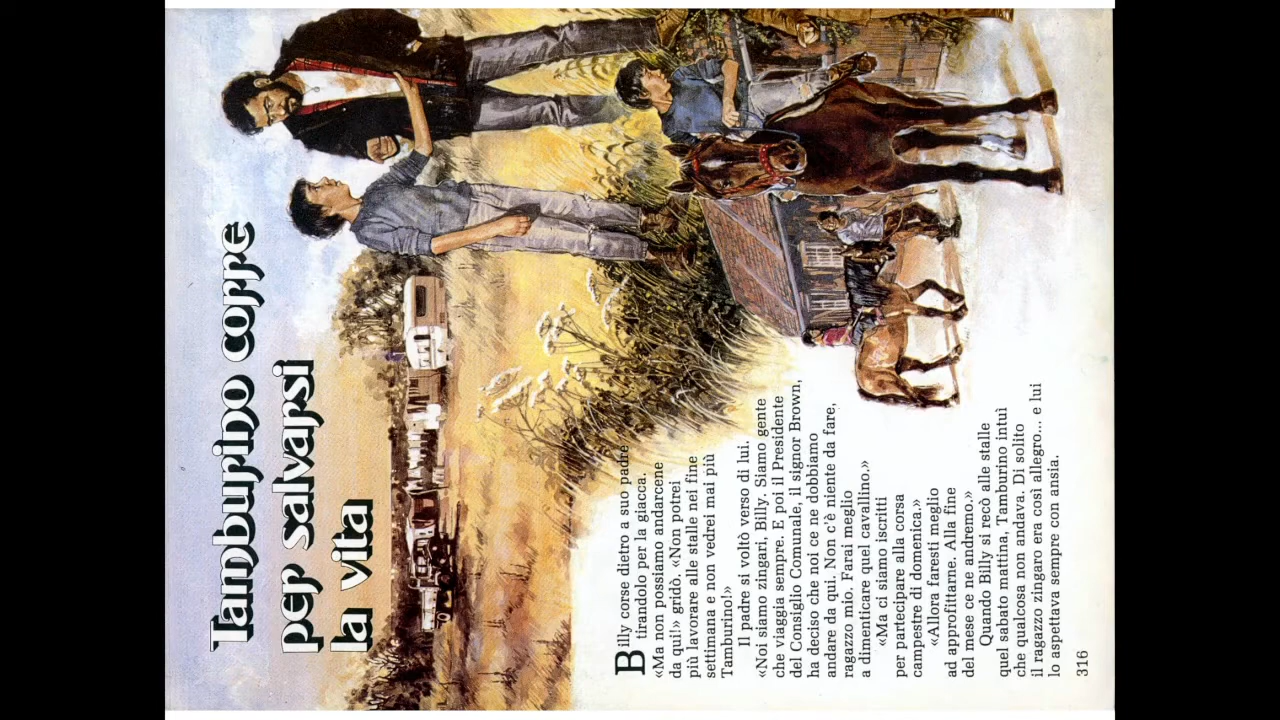 Tamburino corre
per salvarsi
la vita
Billy corse dietro a suo padre
tirandolo per la giacca.
«Ma non possiamo andarcene
da qui!» gridò. «Non potrei
più lavorare alle stalle nei fine
settimana e non vedrei mai più
Tamburino!»
Il padre si voltò verso di lui.
«Noi siamo zingari, Billy. Siamo gente
che viaggia sempre. E poi il Presidente
del Consiglio Comunale, il signor Brown,
ha deciso che noi ce ne dobbiamo
andare da qui. Non c'è niente da fare,
ragazzo mio. Farai meglio
a dimenticare quel cavallino.»
«Ma ci siamo iscritti
per partecipare alla corsa
campestre di domenica.»
«Allora faresti meglio
ad approfittarne. Alla fine
del mese ce ne andremo.»
Quando Billy si recò alle stalle
quel sabato mattina, Tamburino intuì
che qualcosa non andava. Di solito
il ragazzo zingaro era così allegro... e lui
lo aspettava sempre con ansia.
316